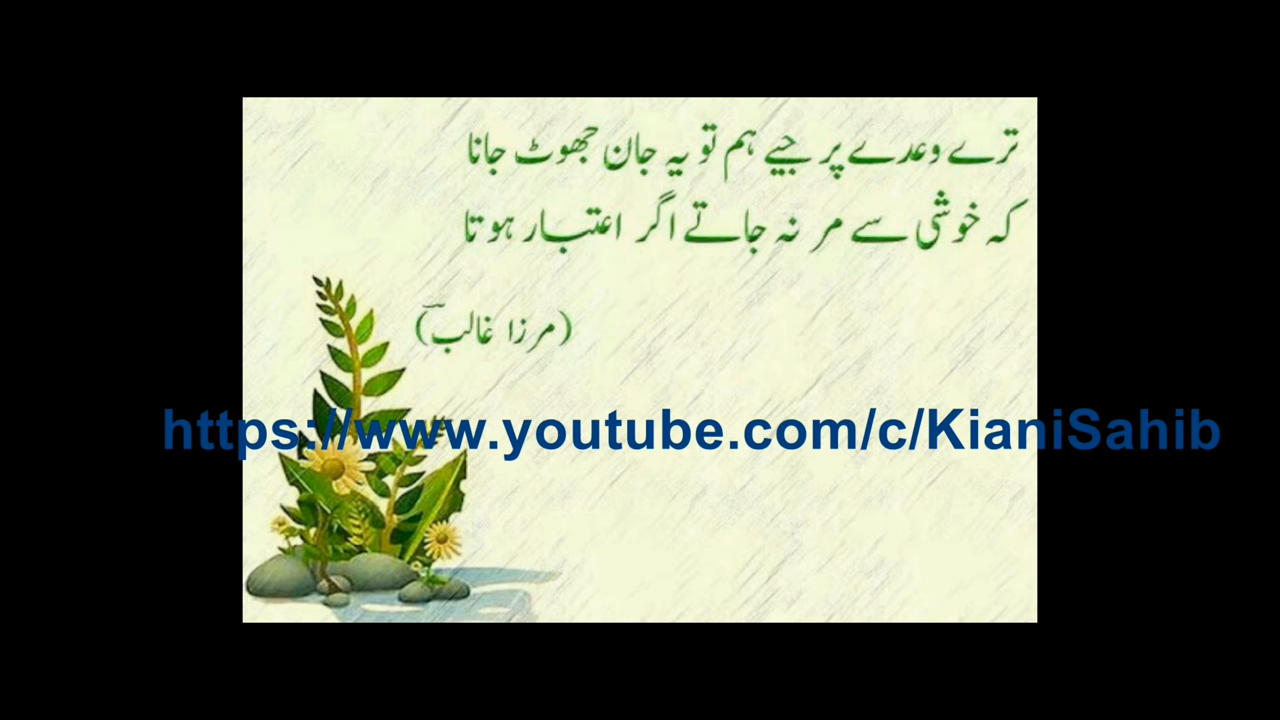 ترے وعدے پر جیے ہم تو یہ جان جھوٹ جانا
کہ خوشی سے مر نہ جاتے اگر اعتبار ہوتا
(مرزا غالبؔ)
https://www.youtube.com/c/KianiSahib